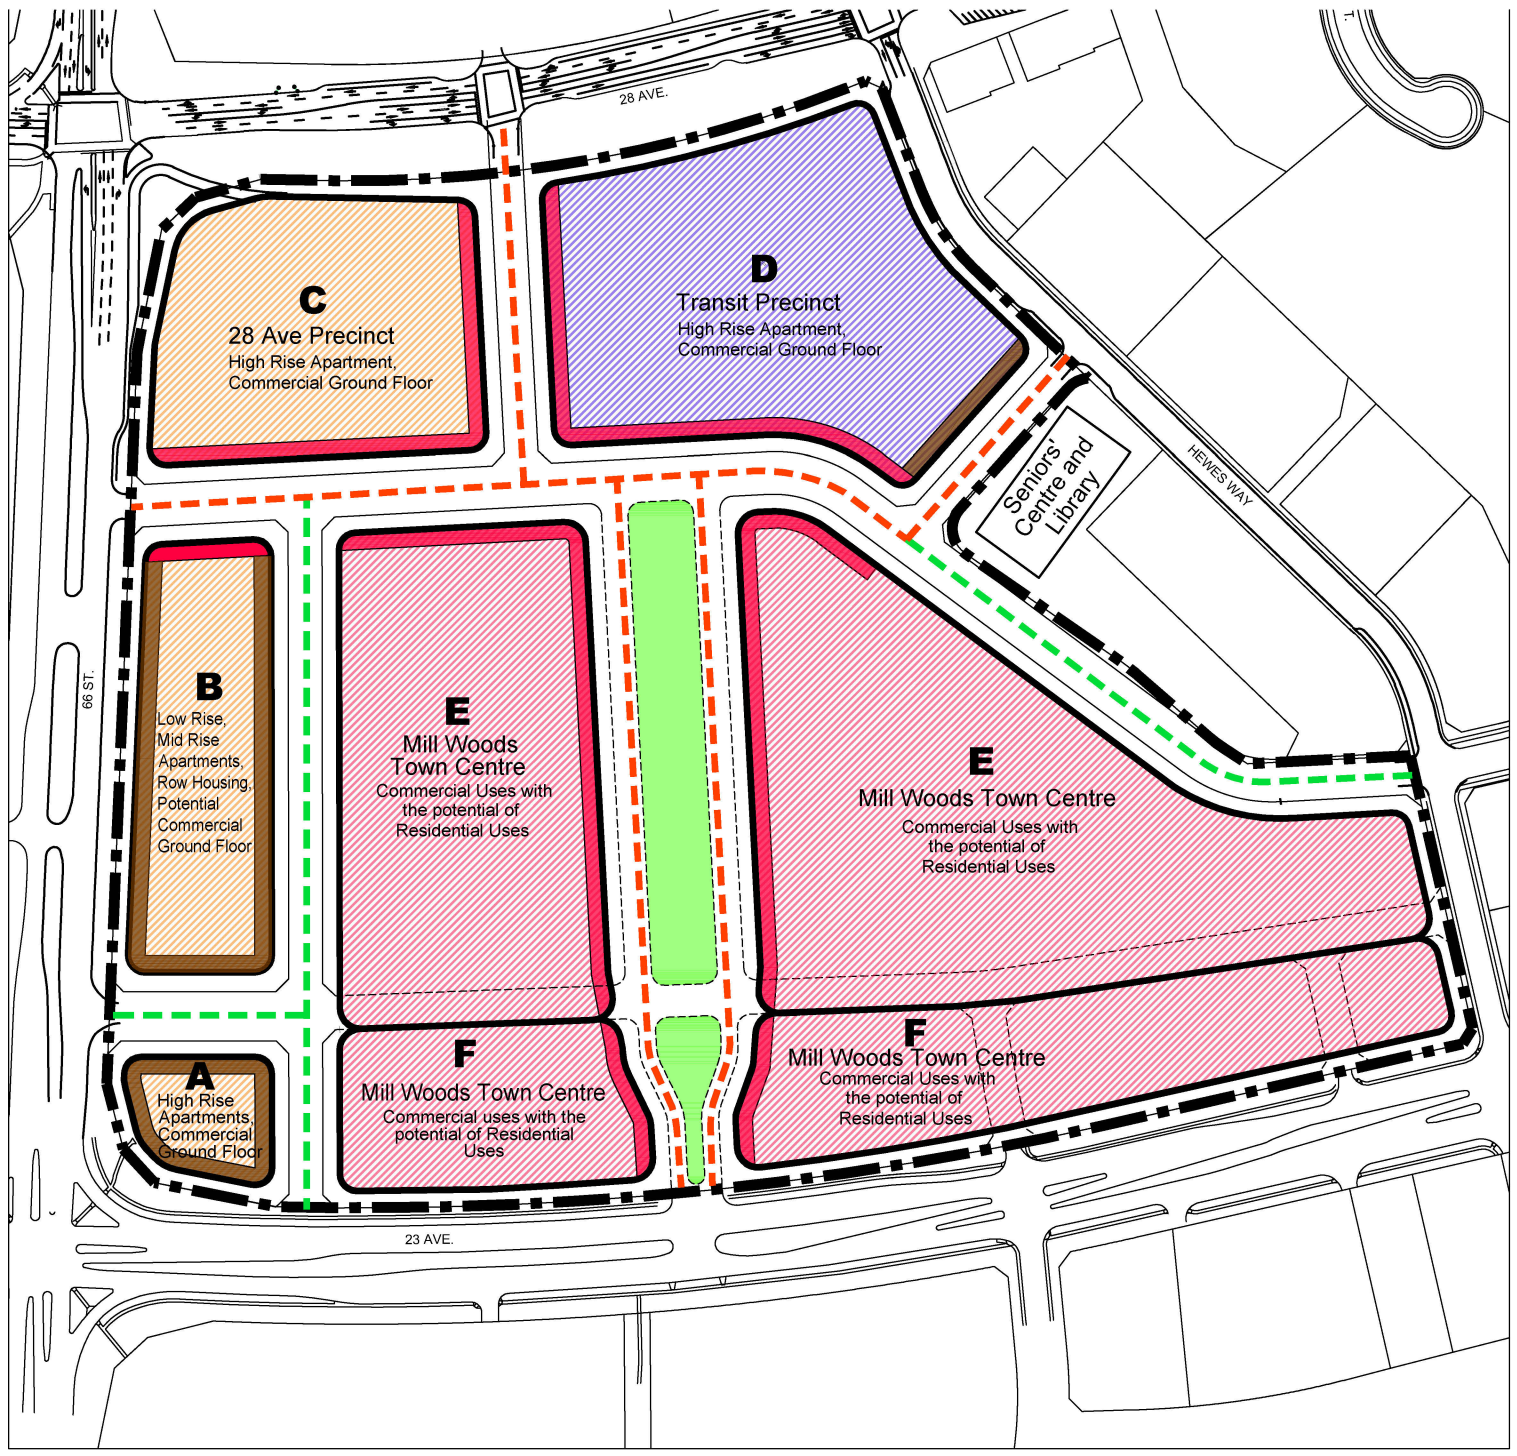 T.
28 AVE.
C
28 Ave Precinct
High Rise Apartment,
Commercial Ground Floor
D
Transit Precinct
High Rise Apartment,
Commercial Ground Floor
Seniors'
Centre and
Library
HEWES WAY
66 ST.
B
Low Rise,
Mid Rise
Apartments,
Row Housing,
Potential
Commercial
Ground Floor
E
Mill Woods
Town Centre
Commercial Uses with
the potential of
Residential Uses
E
Mill Woods Town Centre
Commercial Uses with
the potential of
Residential Uses
A
High Rise
Apartments,
Commercial
Ground Floor
F
Mill Woods Town Centre
Commercial uses with the
potential of Residential
Uses
F
Mill Woods Town Centre
Commercial Uses with
the potential of
Residential Uses
23 AVE.